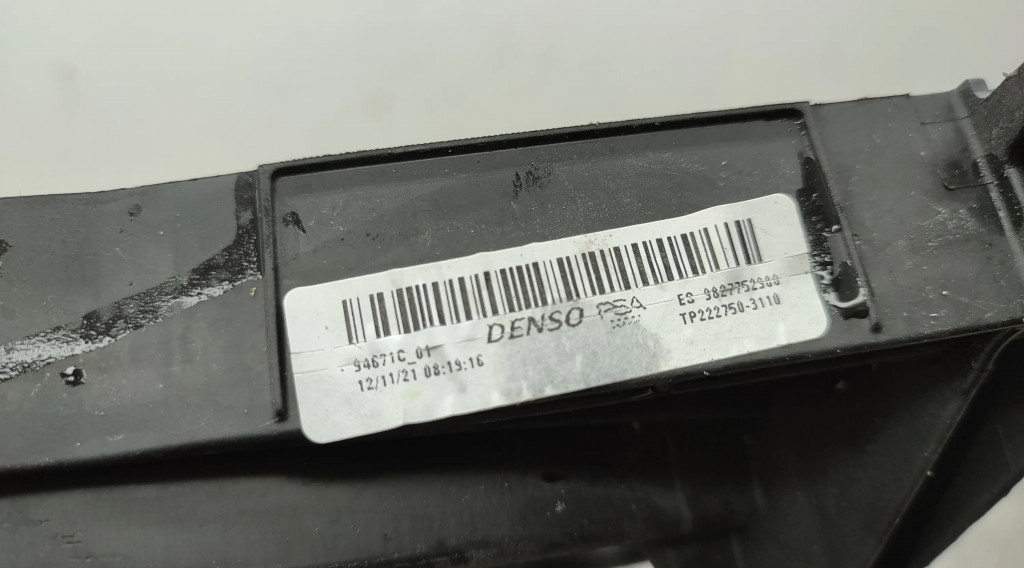 DENSO PSA
ES 9827752980
TP222750-3110
94671C_01
12/11/21 08:19:16